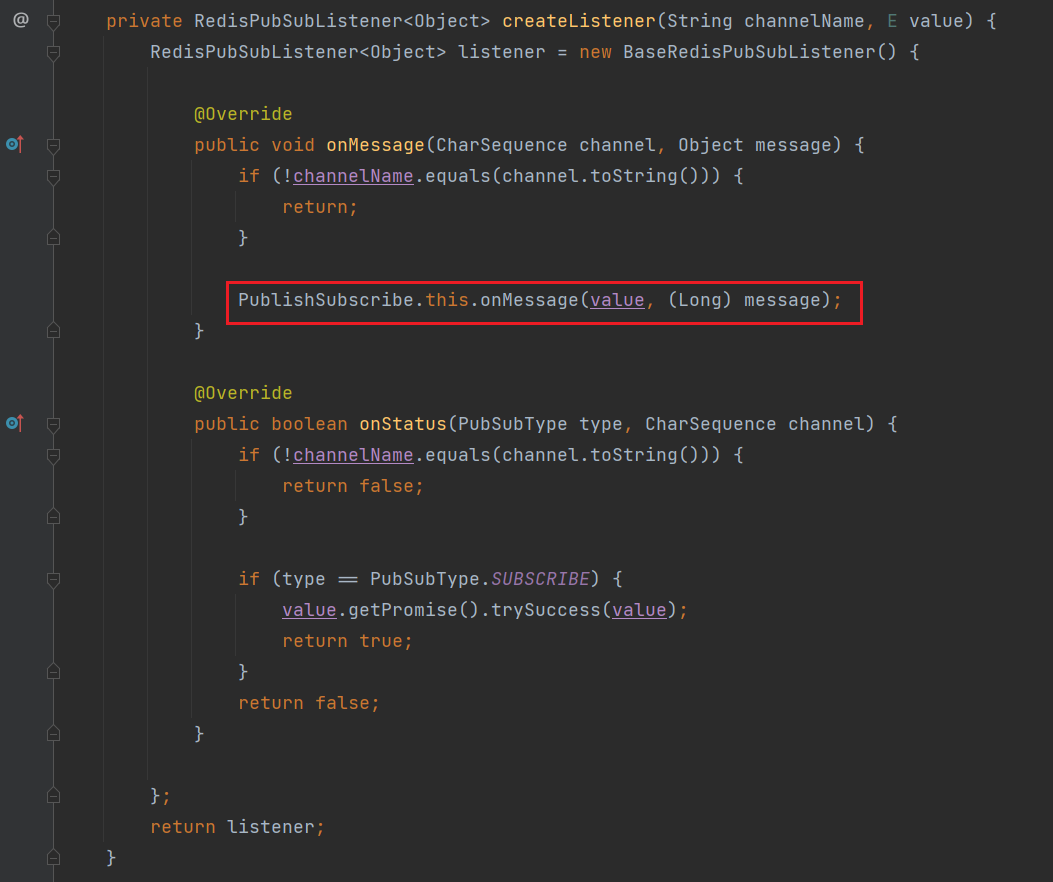 @ private RedisPubSubListener<Object> createListener(String channelName, E value) {
RedisPubSubListener<Object> listener = new BaseRedisPubSubListener() {
@Override
public void onMessage(CharSequence channel, Object message) {
if (!channelName.equals(channel.toString())) {
return;
}
PublishSubscribe.this.onMessage(value, (Long) message);
}
@Override
public boolean onStatus(PubSubType type, CharSequence channel) {
if (!channelName.equals(channel.toString())) {
return false;
}
if (type == PubSubType.SUBSCRIBE) {
value.getPromise().trySuccess(value);
return true;
}
return false;
}
};
return listener;
}